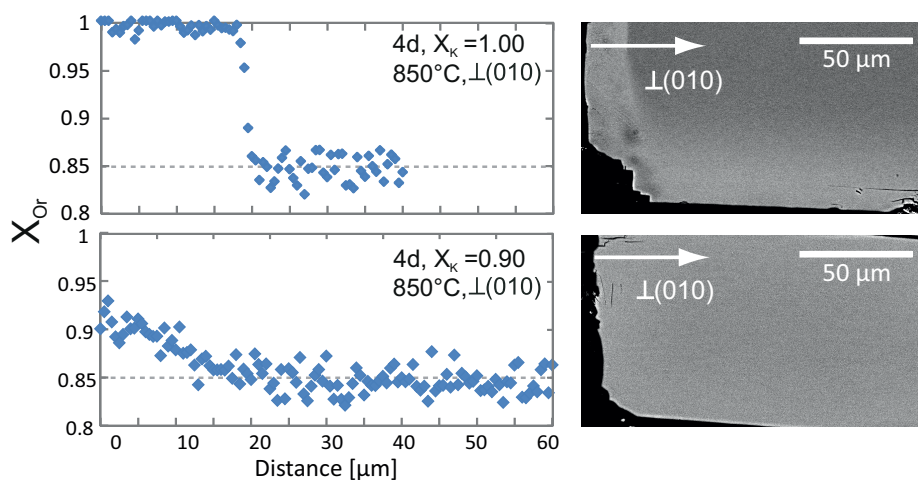 1
0.95
0.9
0.85
0.8
4d, Xκ =1.00
850°C,⊥(010)
50 µm
⊥(010)
X_Or
1
0.95
0.9
0.85
0.8
4d, Xκ =0.90
850°C,⊥(010)
50 µm
⊥(010)
0 10 20 30 40 50 60
Distance [µm]